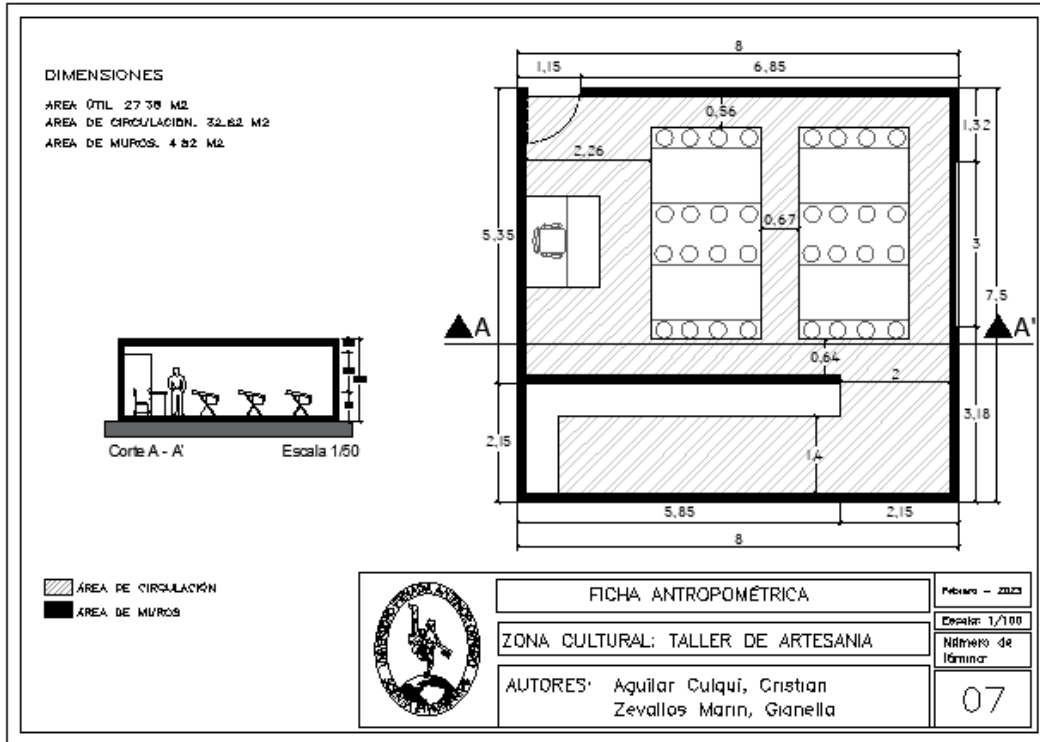 DIMENSIONES
AREA ÚTIL 27 38 M2
AREA DE CIRCULACIÓN. 32.62 M2
AREA DE MUROS. 4 82 M2
8
1,15
6,85
0,56
1,32
2,26
0,67
5,35
3
7,5
A
A'
0,64
2
3,18
2,15
1,4
5,85
2,15
8
Corte A - A'
Escala 1/50
ÁREA DE CIRCULACIÓN
ÁREA DE MUROS
FICHA ANTROPOMÉTRICA
Febrero - 2023
Escala: 1/100
ZONA CULTURAL: TALLER DE ARTESANIA
Número de
lámina
AUTORES: Aguilar Culqui, Cristian
Zevallos Marin, Gianella
07